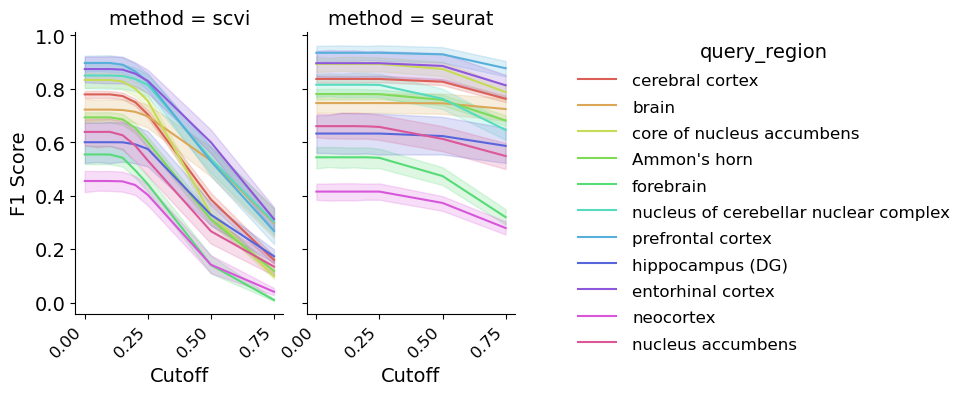 method = scvi
method = seurat
F1 Score
1.0
0.8
0.6
0.4
0.2
0.0
0.00
0.25
0.50
0.75
Cutoff
0.00
0.25
0.50
0.75
Cutoff
query_region
cerebral cortex
brain
core of nucleus accumbens
Ammon's horn
forebrain
nucleus of cerebellar nuclear complex
prefrontal cortex
hippocampus (DG)
entorhinal cortex
neocortex
nucleus accumbens